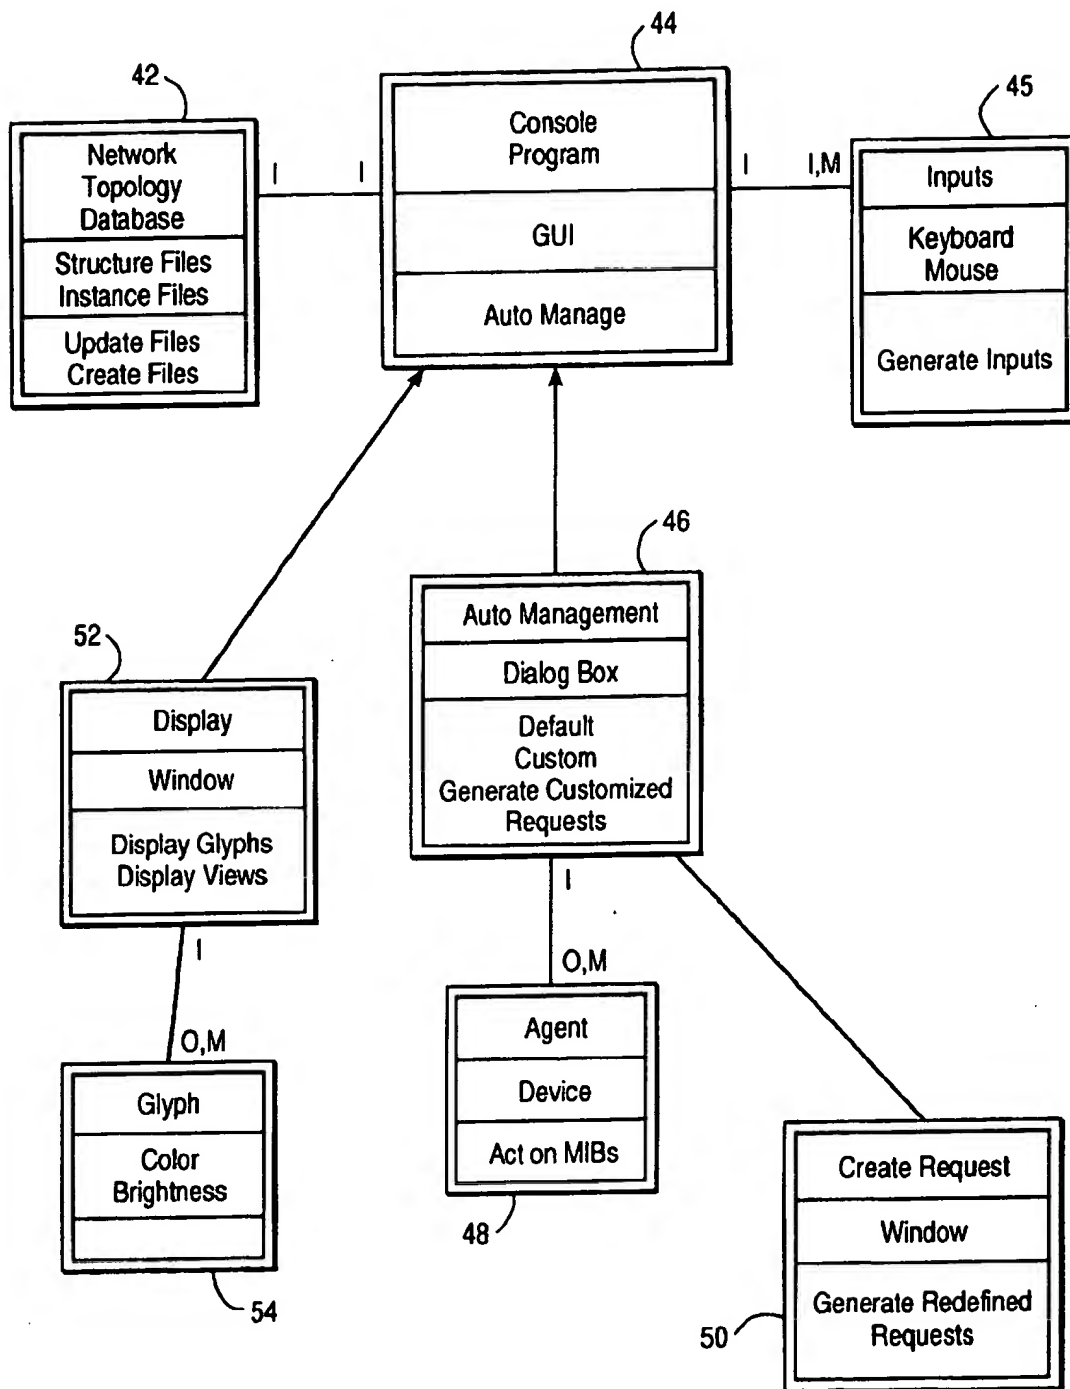 44
42
45
Console
Program
GUI
Auto Manage
Network
Topology
Database
Structure Files
Instance Files
Update Files
Create Files
I
I
I
I,M
Inputs
Keyboard
Mouse
Generate Inputs
46
Auto Management
Dialog Box
Default
Custom
Generate Customized
Requests
52
Display
Window
Display Glyphs
Display Views
I
O,M
I
O,M
Glyph
Color
Brightness
54
Agent
Device
Act on MIBs
48
Create Request
Window
Generate Redefined
Requests
50